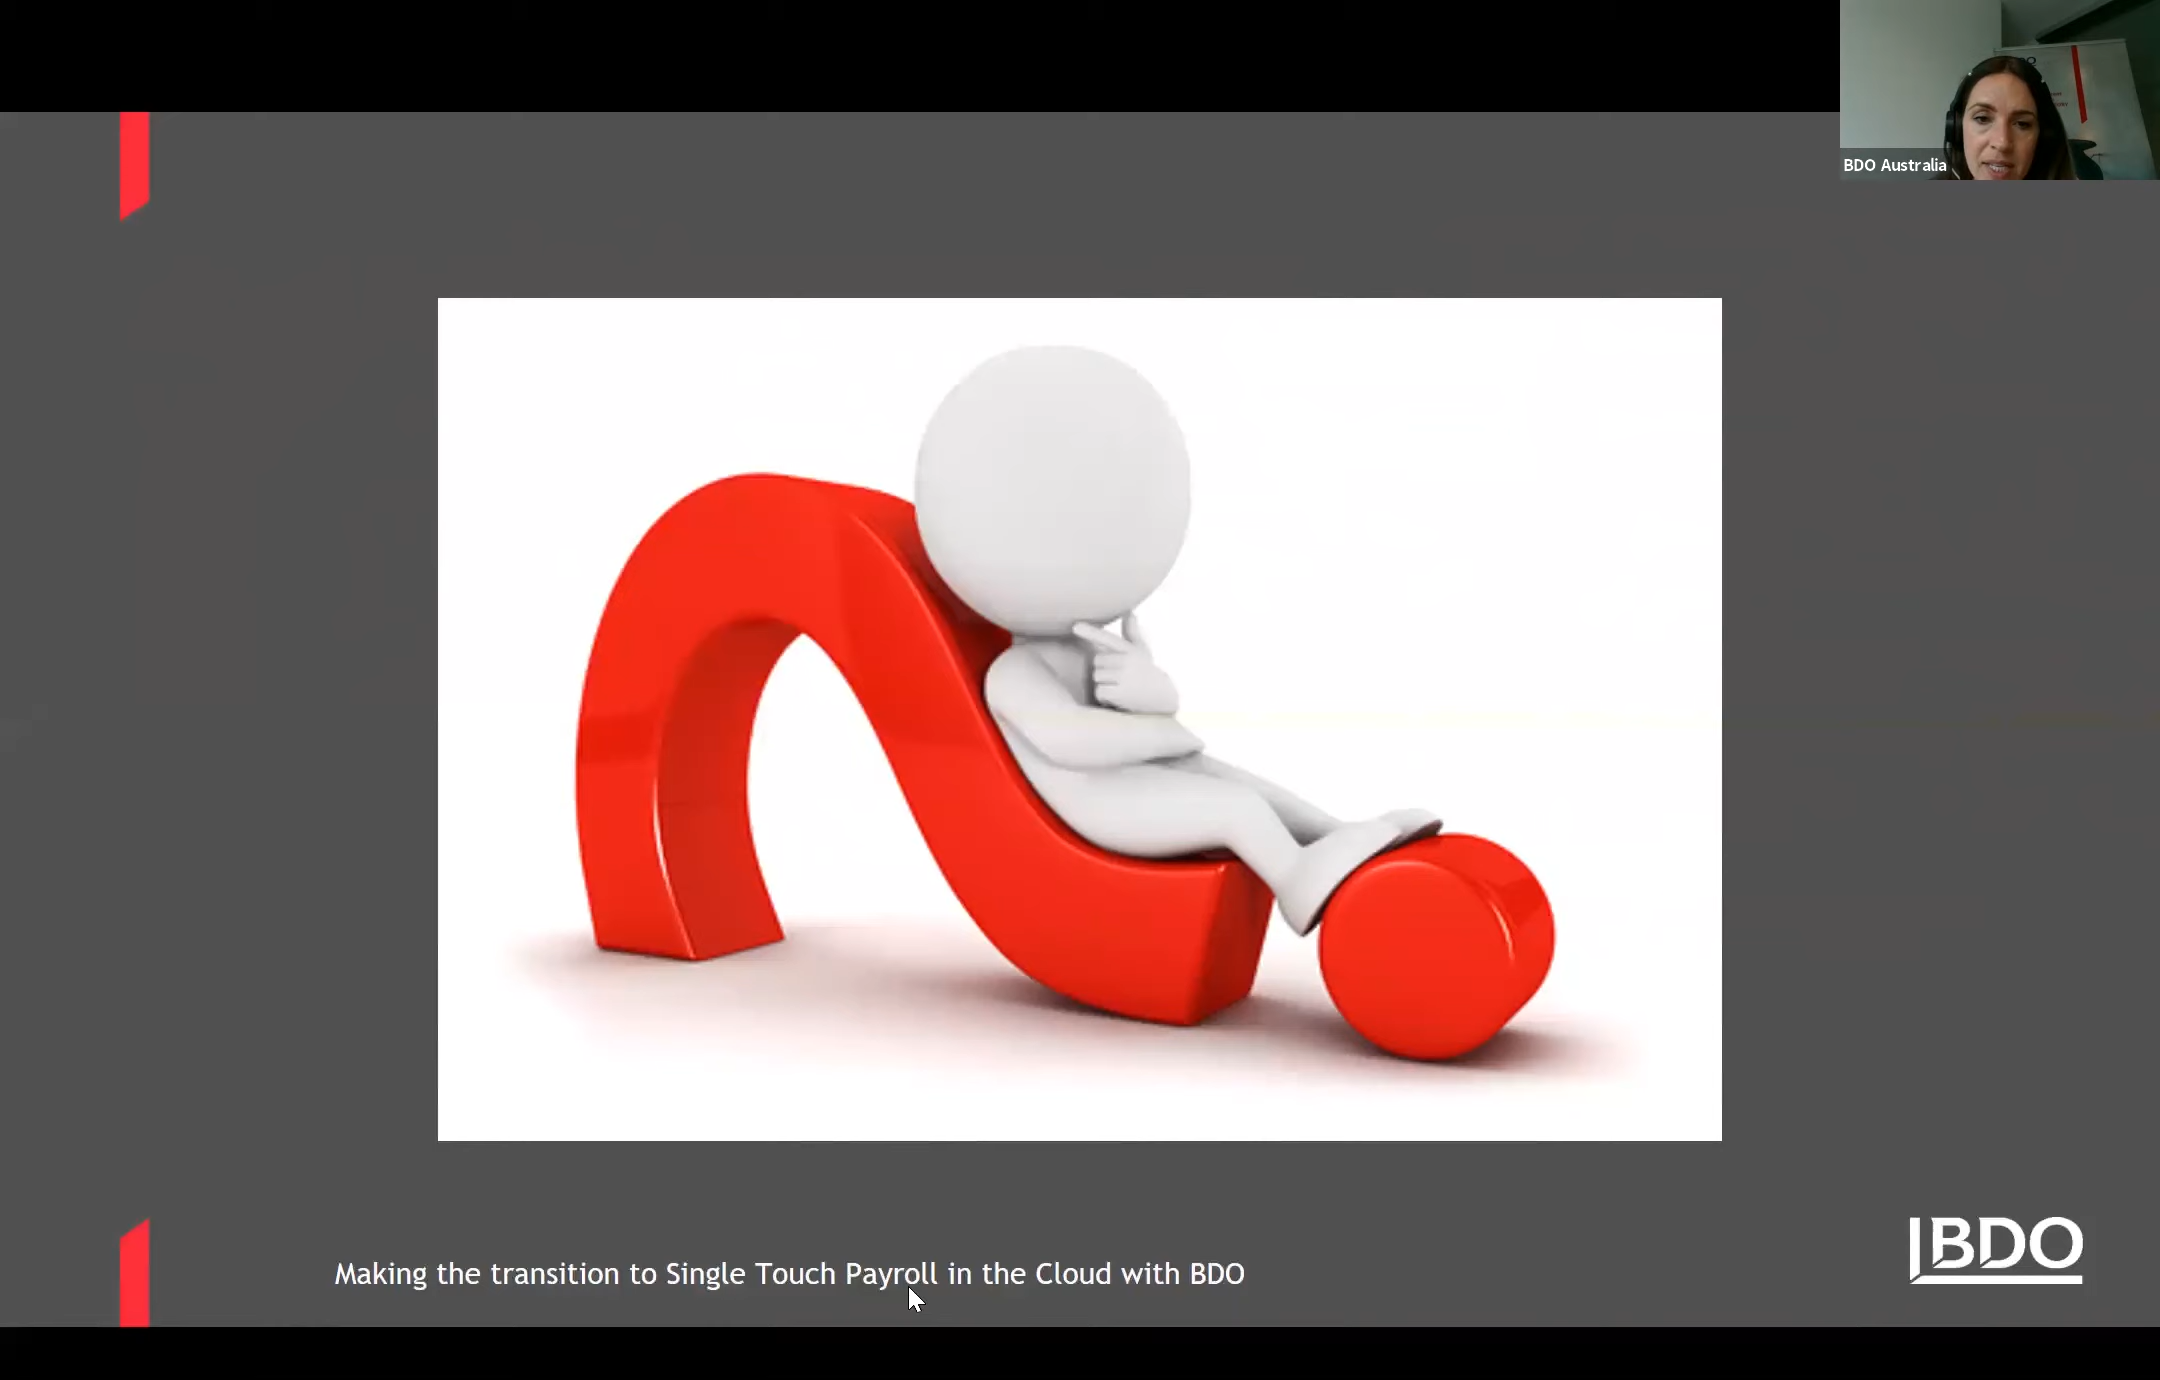 BDO Australia
Making the transition to Single Touch Payroll in the Cloud with BDO
BDO